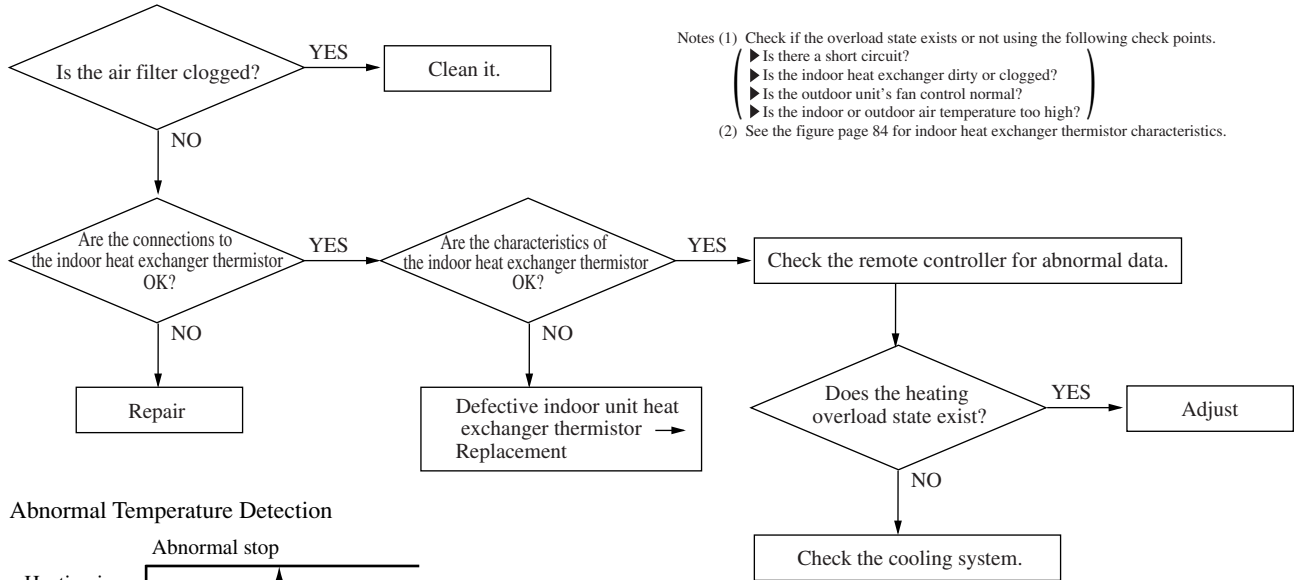 Is the air filter clogged?
YES
Clean it.
NO
Notes (1) Check if the overload state exists or not using the following check points.
▶Is there a short circuit?
▶Is the indoor heat exchanger dirty or clogged?
▶Is the outdoor unit's fan control normal?
▶Is the indoor or outdoor air temperature too high?
(2) See the figure page 84 for indoor heat exchanger thermistor characteristics.
Are the connections to
the indoor heat exchanger thermistor
OK?
YES
NO
Repair
Are the characteristics of
the indoor heat exchanger thermistor
OK?
YES
NO
Defective indoor unit heat
exchanger thermistor →
Replacement
Check the remote controller for abnormal data.
Does the heating
overload state exist?
YES
Adjust
NO
Check the cooling system.
Abnormal Temperature Detection
Abnormal stop